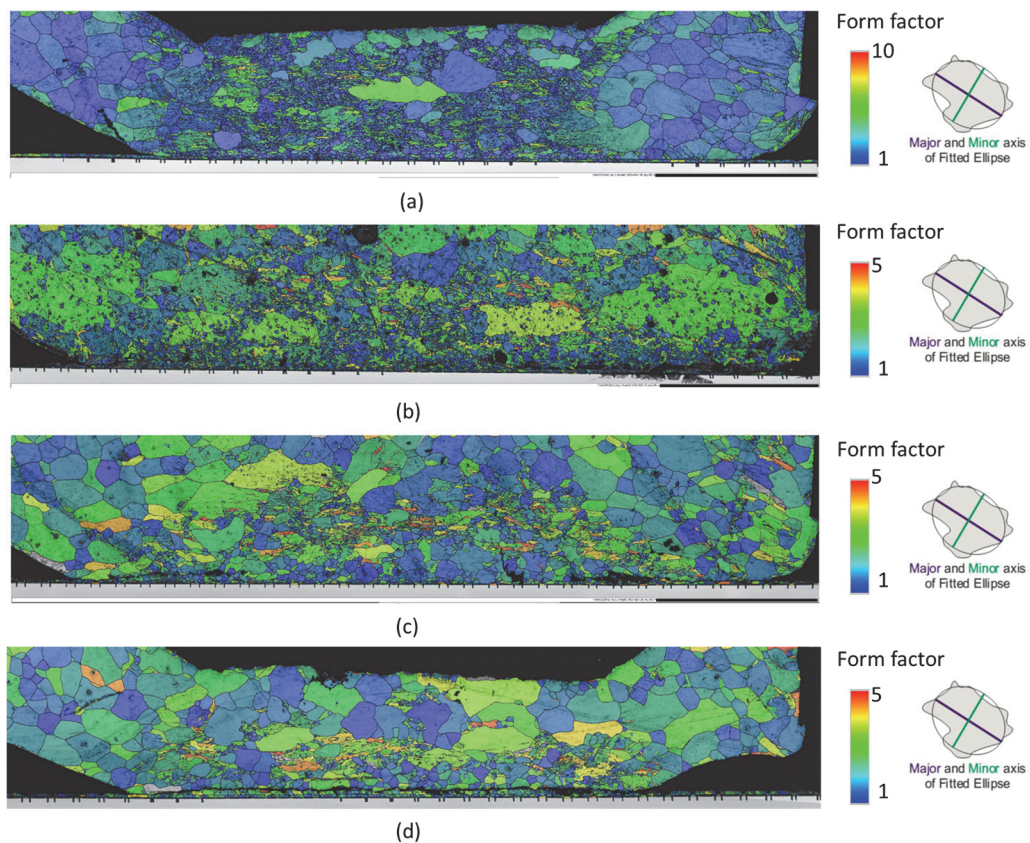 Form factor
10
1
Major and Minor axis
of Fitted Ellipse
(a)
Form factor
5
1
Major and Minor axis
of Fitted Ellipse
(b)
Form factor
5
1
Major and Minor axis
of Fitted Ellipse
(c)
Form factor
5
1
Major and Minor axis
of Fitted Ellipse
(d)